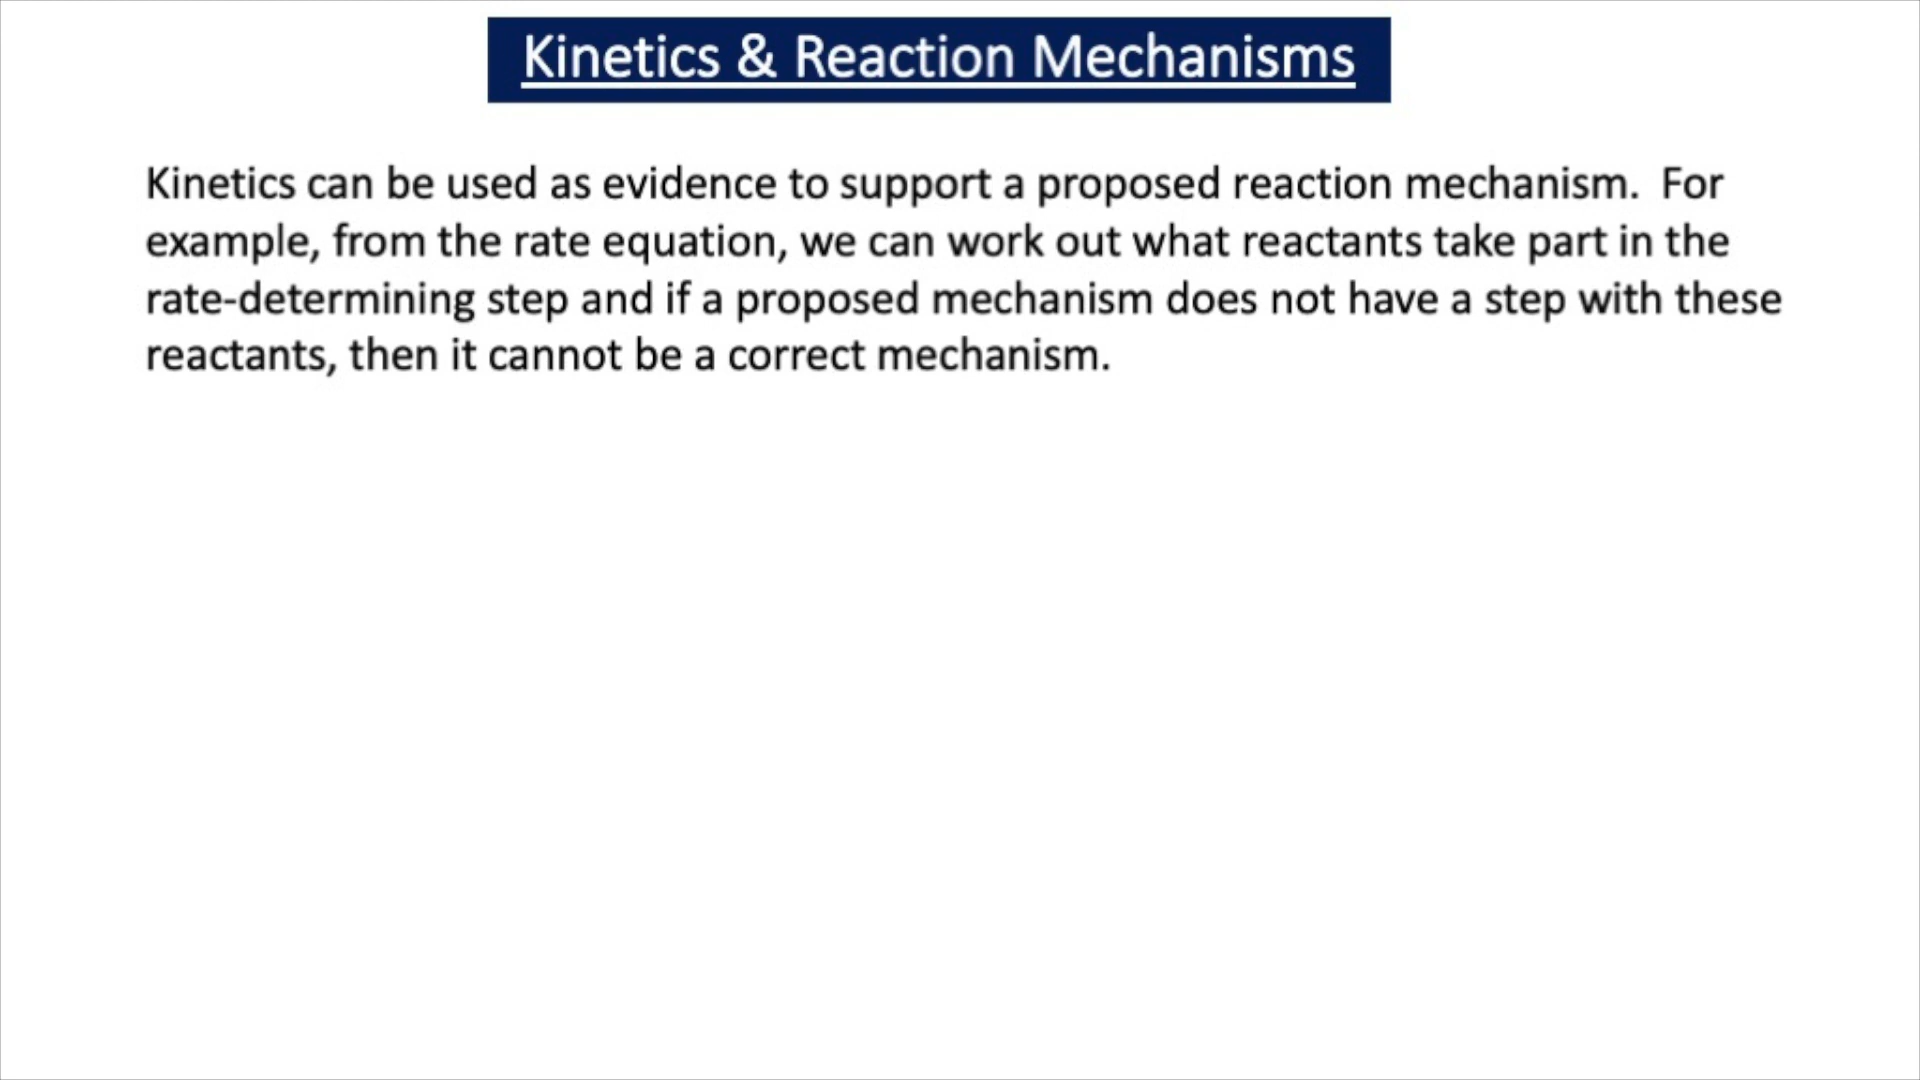 Kinetics & Reaction Mechanisms
Kinetics can be used as evidence to support a proposed reaction mechanism.  For
example, from the rate equation, we can work out what reactants take part in the
rate-determining step and if a proposed mechanism does not have a step with these
reactants, then it cannot be a correct mechanism.